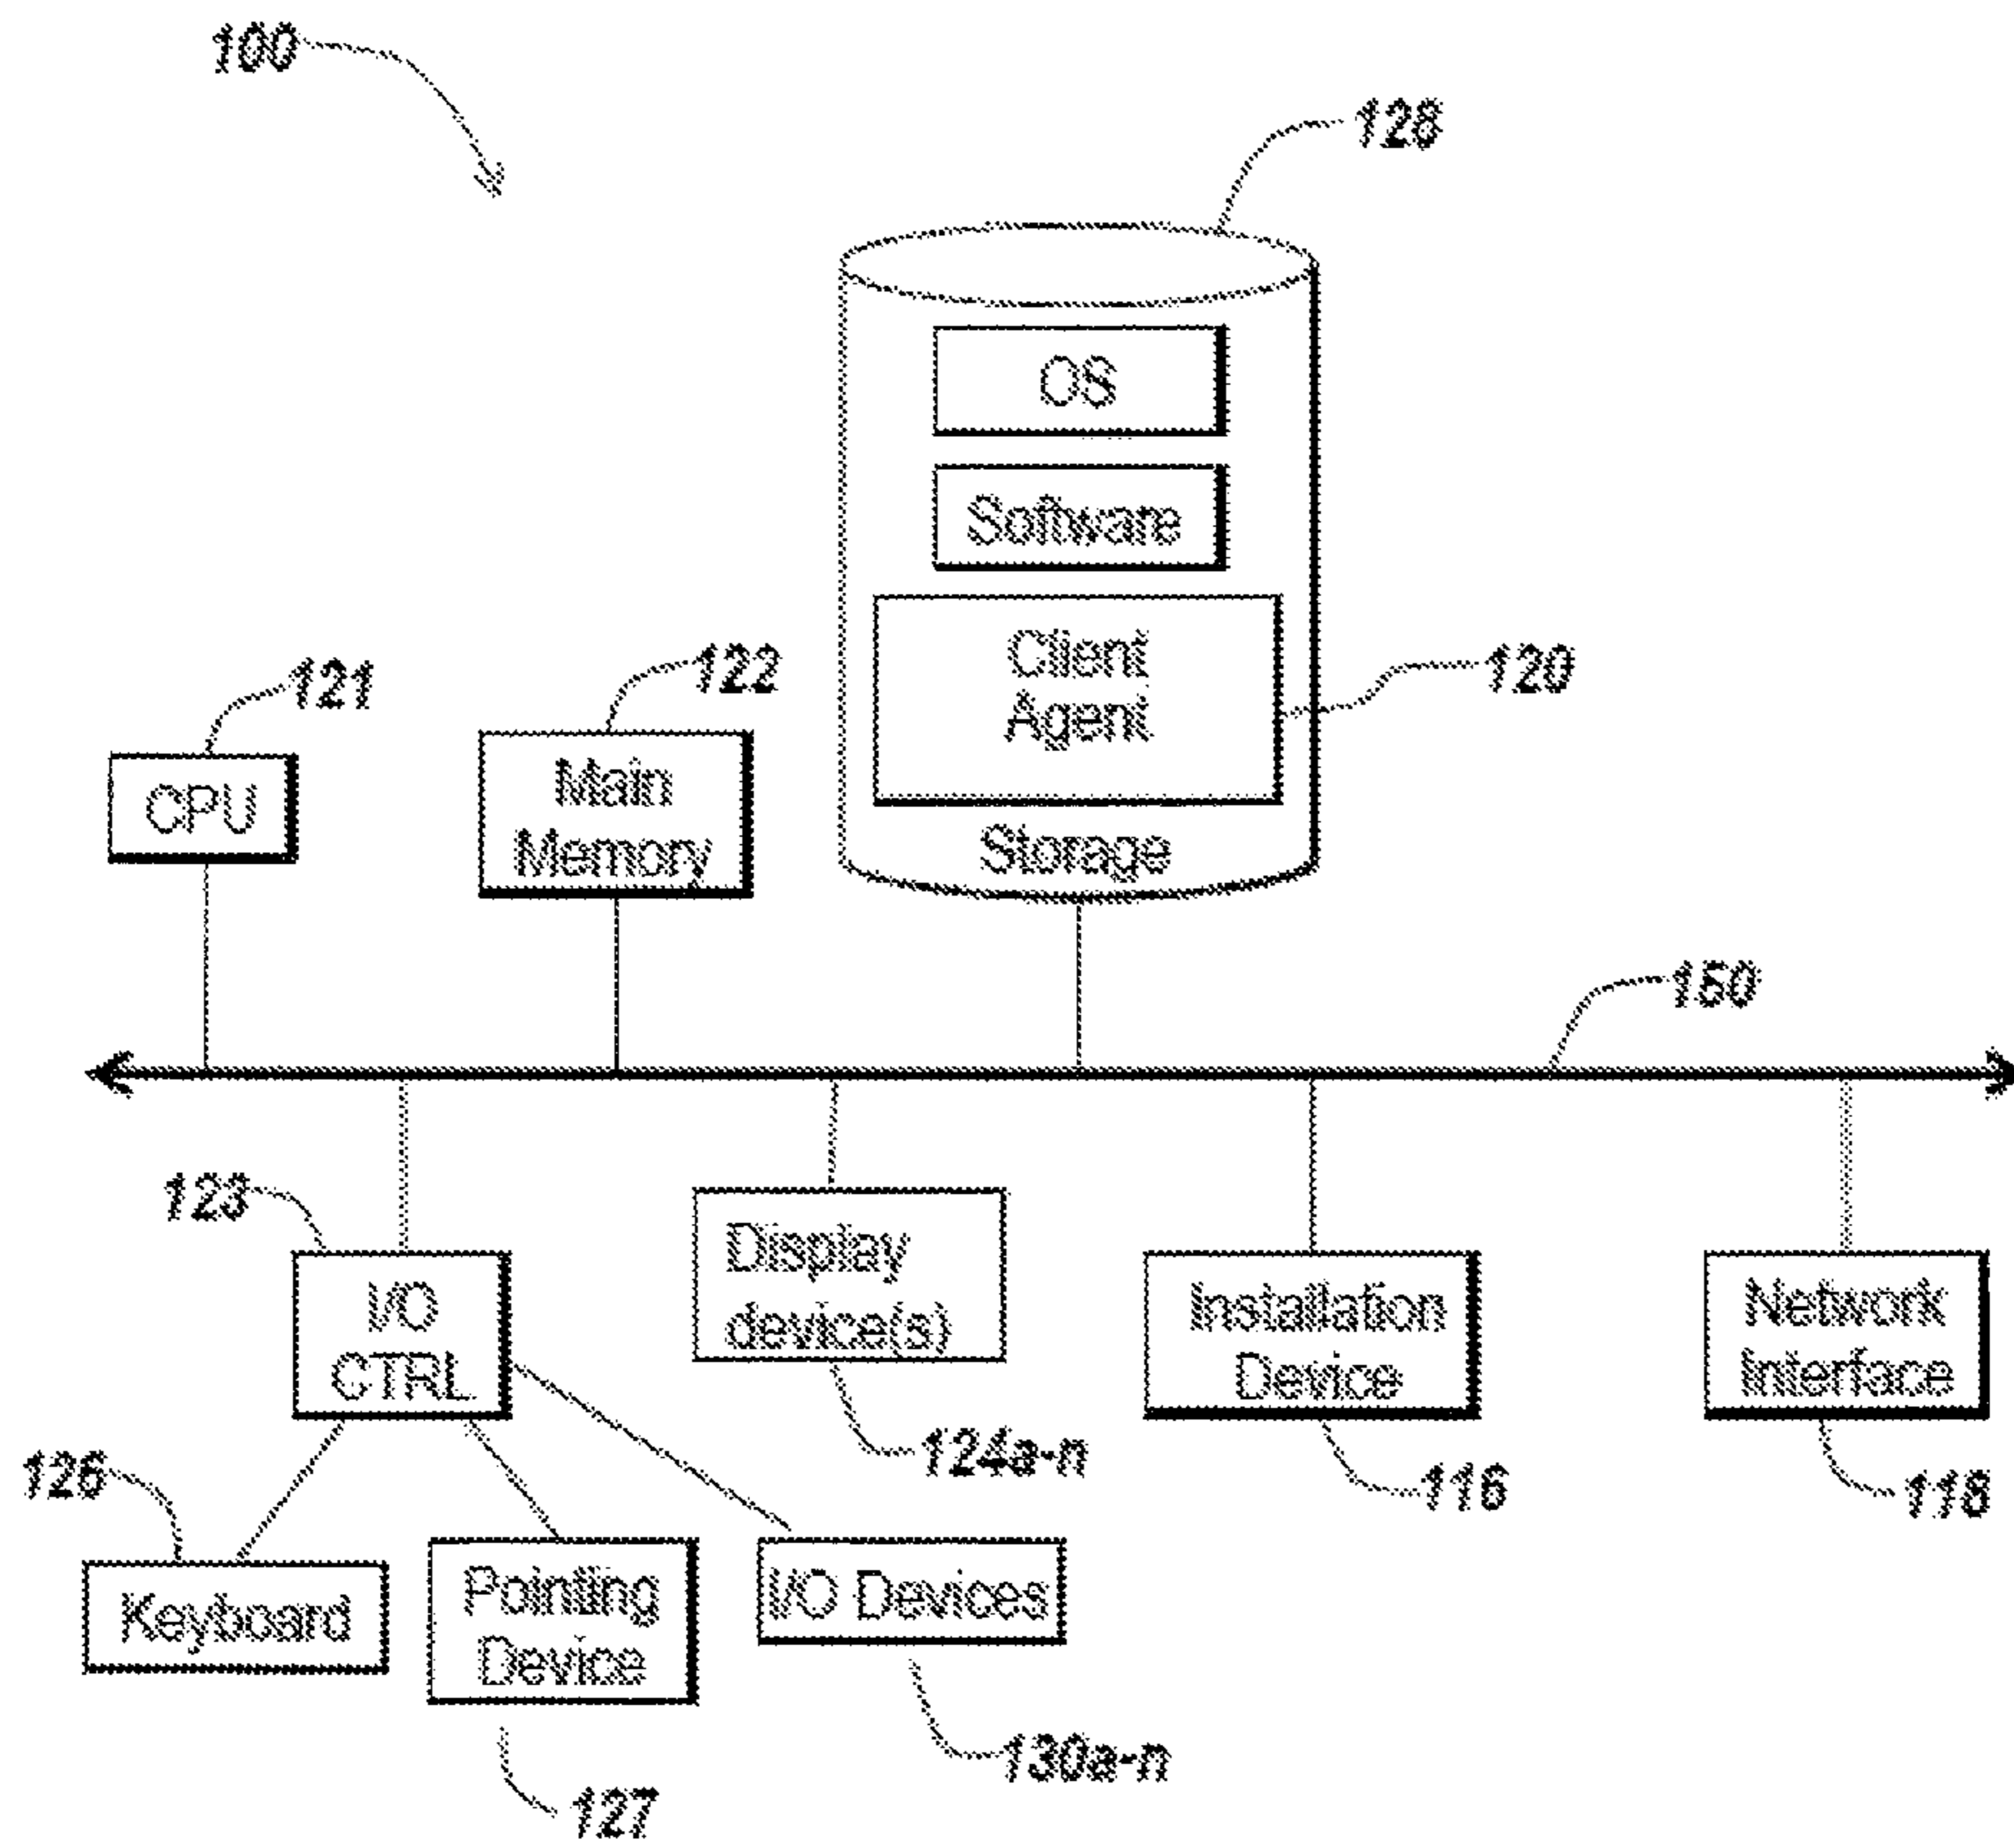 100
128
OS
Software
Client
Agent
120
Storage
121
CPU
122
Main
Memory
150
123
I/O
CTRL
Display
device(s)
124a-n
Installation
Device
116
Network
Interface
118
126
Keyboard
Pointing
Device
127
I/O Devices
130a-n